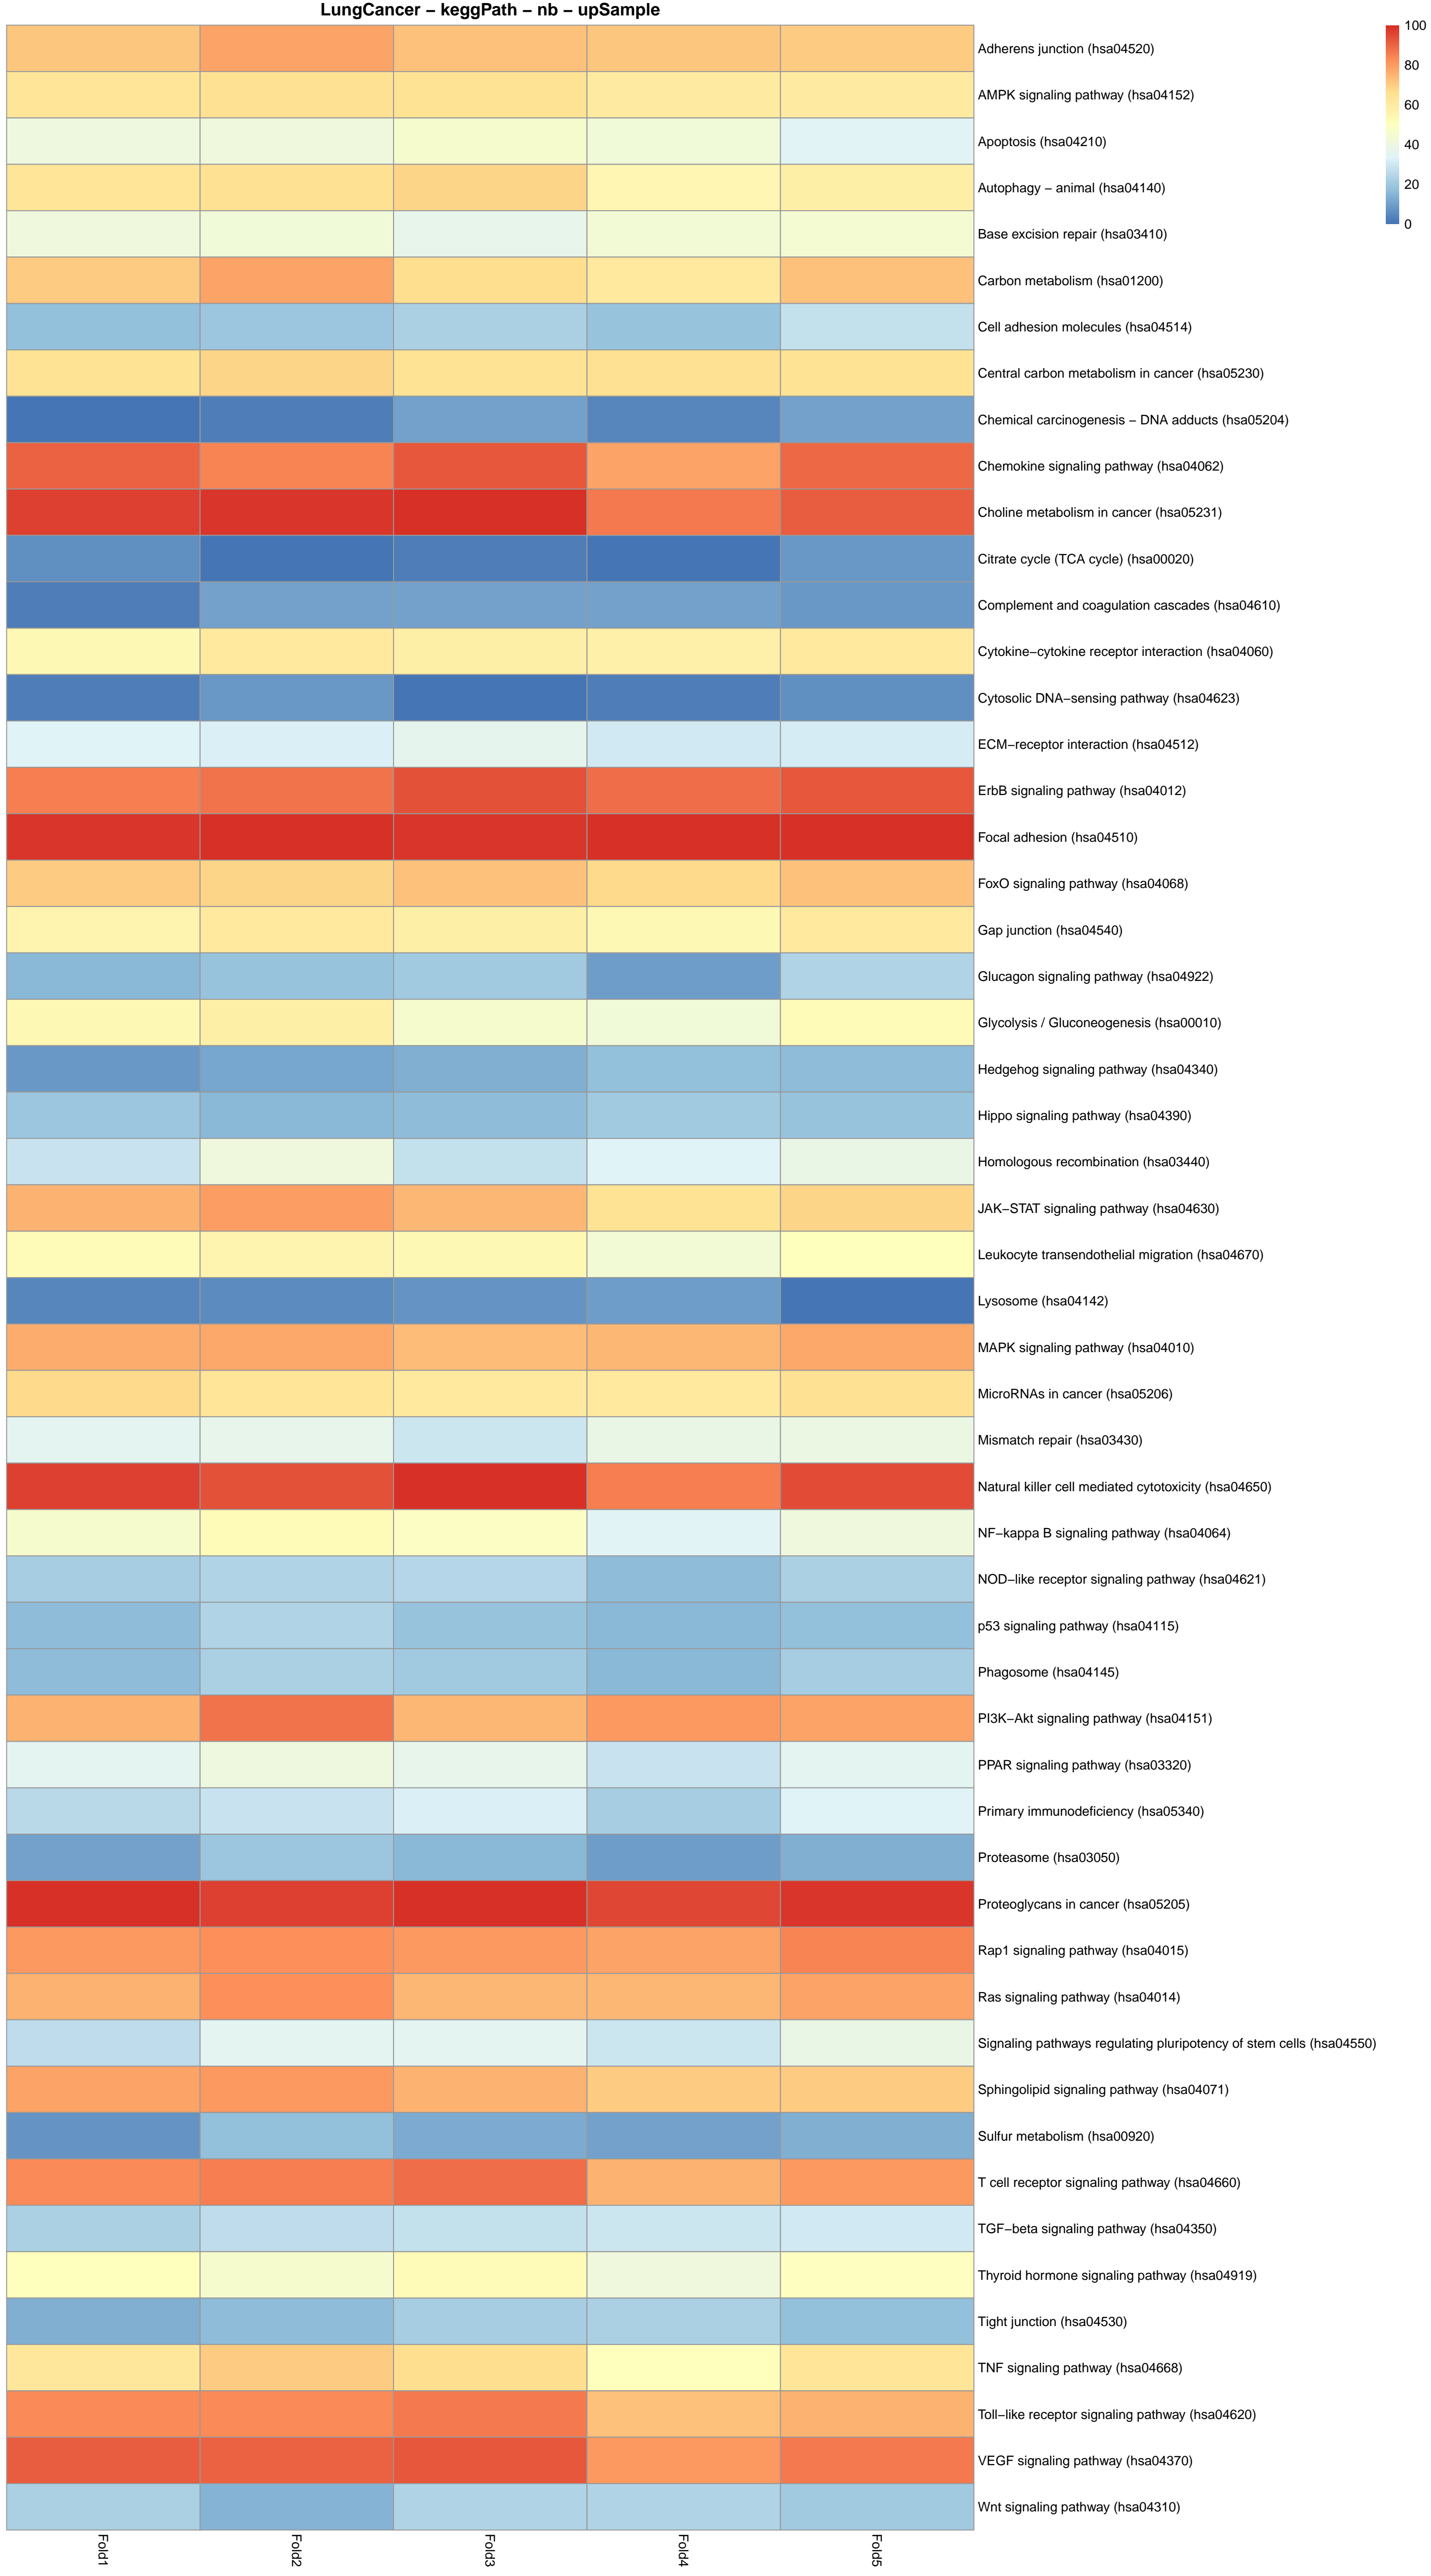 LungCancer − keggPath − nb − upSample
100
80
60
40
20
0
Adherens junction (hsa04520)
AMPK signaling pathway (hsa04152)
Apoptosis (hsa04210)
Autophagy − animal (hsa04140)
Base excision repair (hsa03410)
Carbon metabolism (hsa01200)
Cell adhesion molecules (hsa04514)
Central carbon metabolism in cancer (hsa05230)
Chemical carcinogenesis − DNA adducts (hsa05204)
Chemokine signaling pathway (hsa04062)
Choline metabolism in cancer (hsa05231)
Citrate cycle (TCA cycle) (hsa00020)
Complement and coagulation cascades (hsa04610)
Cytokine−cytokine receptor interaction (hsa04060)
Cytosolic DNA−sensing pathway (hsa04623)
ECM−receptor interaction (hsa04512)
ErbB signaling pathway (hsa04012)
Focal adhesion (hsa04510)
FoxO signaling pathway (hsa04068)
Gap junction (hsa04540)
Glucagon signaling pathway (hsa04922)
Glycolysis / Gluconeogenesis (hsa00010)
Hedgehog signaling pathway (hsa04340)
Hippo signaling pathway (hsa04390)
Homologous recombination (hsa03440)
JAK−STAT signaling pathway (hsa04630)
Leukocyte transendothelial migration (hsa04670)
Lysosome (hsa04142)
MAPK signaling pathway (hsa04010)
MicroRNAs in cancer (hsa05206)
Mismatch repair (hsa03430)
Natural killer cell mediated cytotoxicity (hsa04650)
NF−kappa B signaling pathway (hsa04064)
NOD−like receptor signaling pathway (hsa04621)
p53 signaling pathway (hsa04115)
Phagosome (hsa04145)
PI3K−Akt signaling pathway (hsa04151)
PPAR signaling pathway (hsa03320)
Primary immunodeficiency (hsa05340)
Proteasome (hsa03050)
Proteoglycans in cancer (hsa05205)
Rap1 signaling pathway (hsa04015)
Ras signaling pathway (hsa04014)
Signaling pathways regulating pluripotency of stem cells (hsa04550)
Sphingolipid signaling pathway (hsa04071)
Sulfur metabolism (hsa00920)
T cell receptor signaling pathway (hsa04660)
TGF−beta signaling pathway (hsa04350)
Thyroid hormone signaling pathway (hsa04919)
Tight junction (hsa04530)
TNF signaling pathway (hsa04668)
Toll−like receptor signaling pathway (hsa04620)
VEGF signaling pathway (hsa04370)
Wnt signaling pathway (hsa04310)
Fold1
Fold2
Fold3
Fold4
Fold5